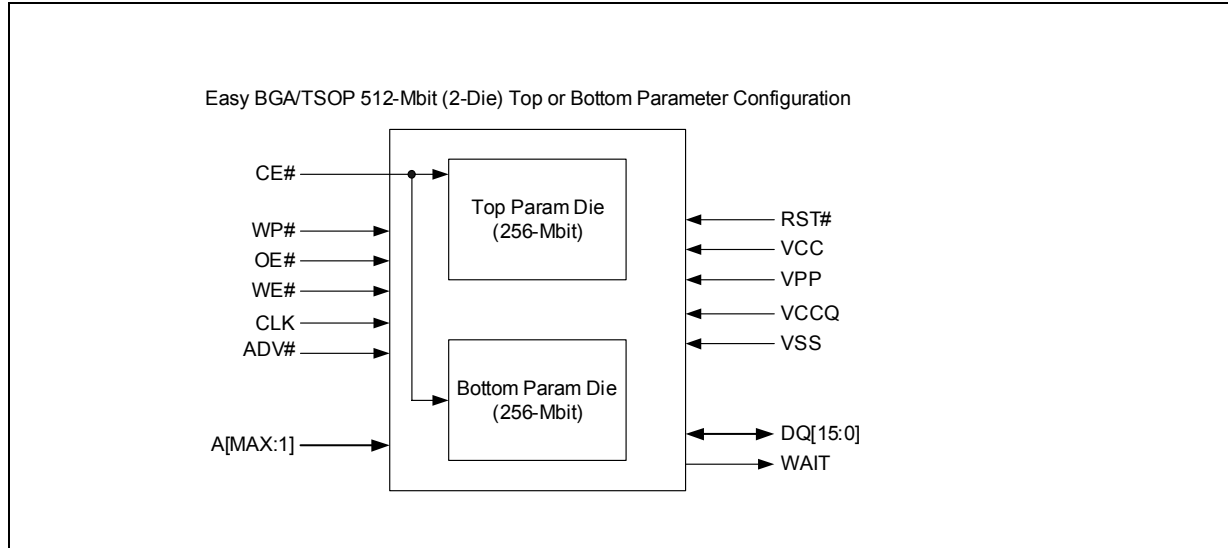 Easy BGA/TSOP 512-Mbit (2-Die) Top or Bottom Parameter Configuration
CE#
WP#
OE#
WE#
CLK
ADV#
A[MAX:1]
Top Param Die
(256-Mbit)
Bottom Param Die
(256-Mbit)
RST#
VCC
VPP
VCCQ
VSS
DQ[15:0]
WAIT